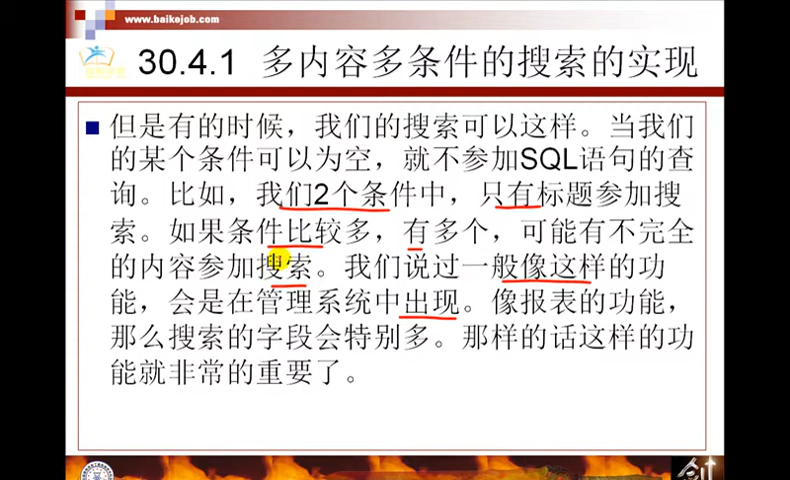 www.baikejob.com
30.4.1 多内容多条件的搜索的实现
但是有的时候，我们的搜索可以这样。当我们
的某个条件可以为空，就不参加SQL语句的查
询。比如，我们2个条件中，只有标题参加搜
索。如果条件比较多，有多个，可能有不完全
的内容参加搜索。我们说过一般像这样的功
能，会是在管理系统中出现。像报表的功能，
那么搜索的字段会特别多。那样的话这样的功
能就非常的重要了。